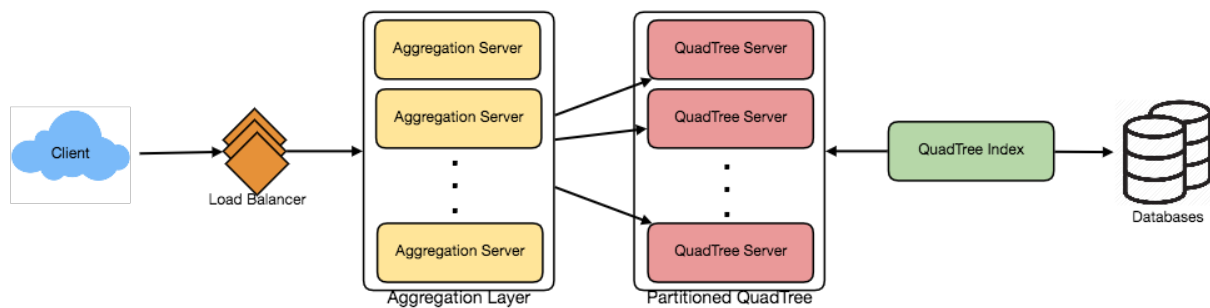 Client
Load Balancer
Aggregation Server
Aggregation Server
Aggregation Server
Aggregation Layer
QuadTree Server
QuadTree Server
QuadTree Server
Partitioned QuadTree
QuadTree Index
Databases